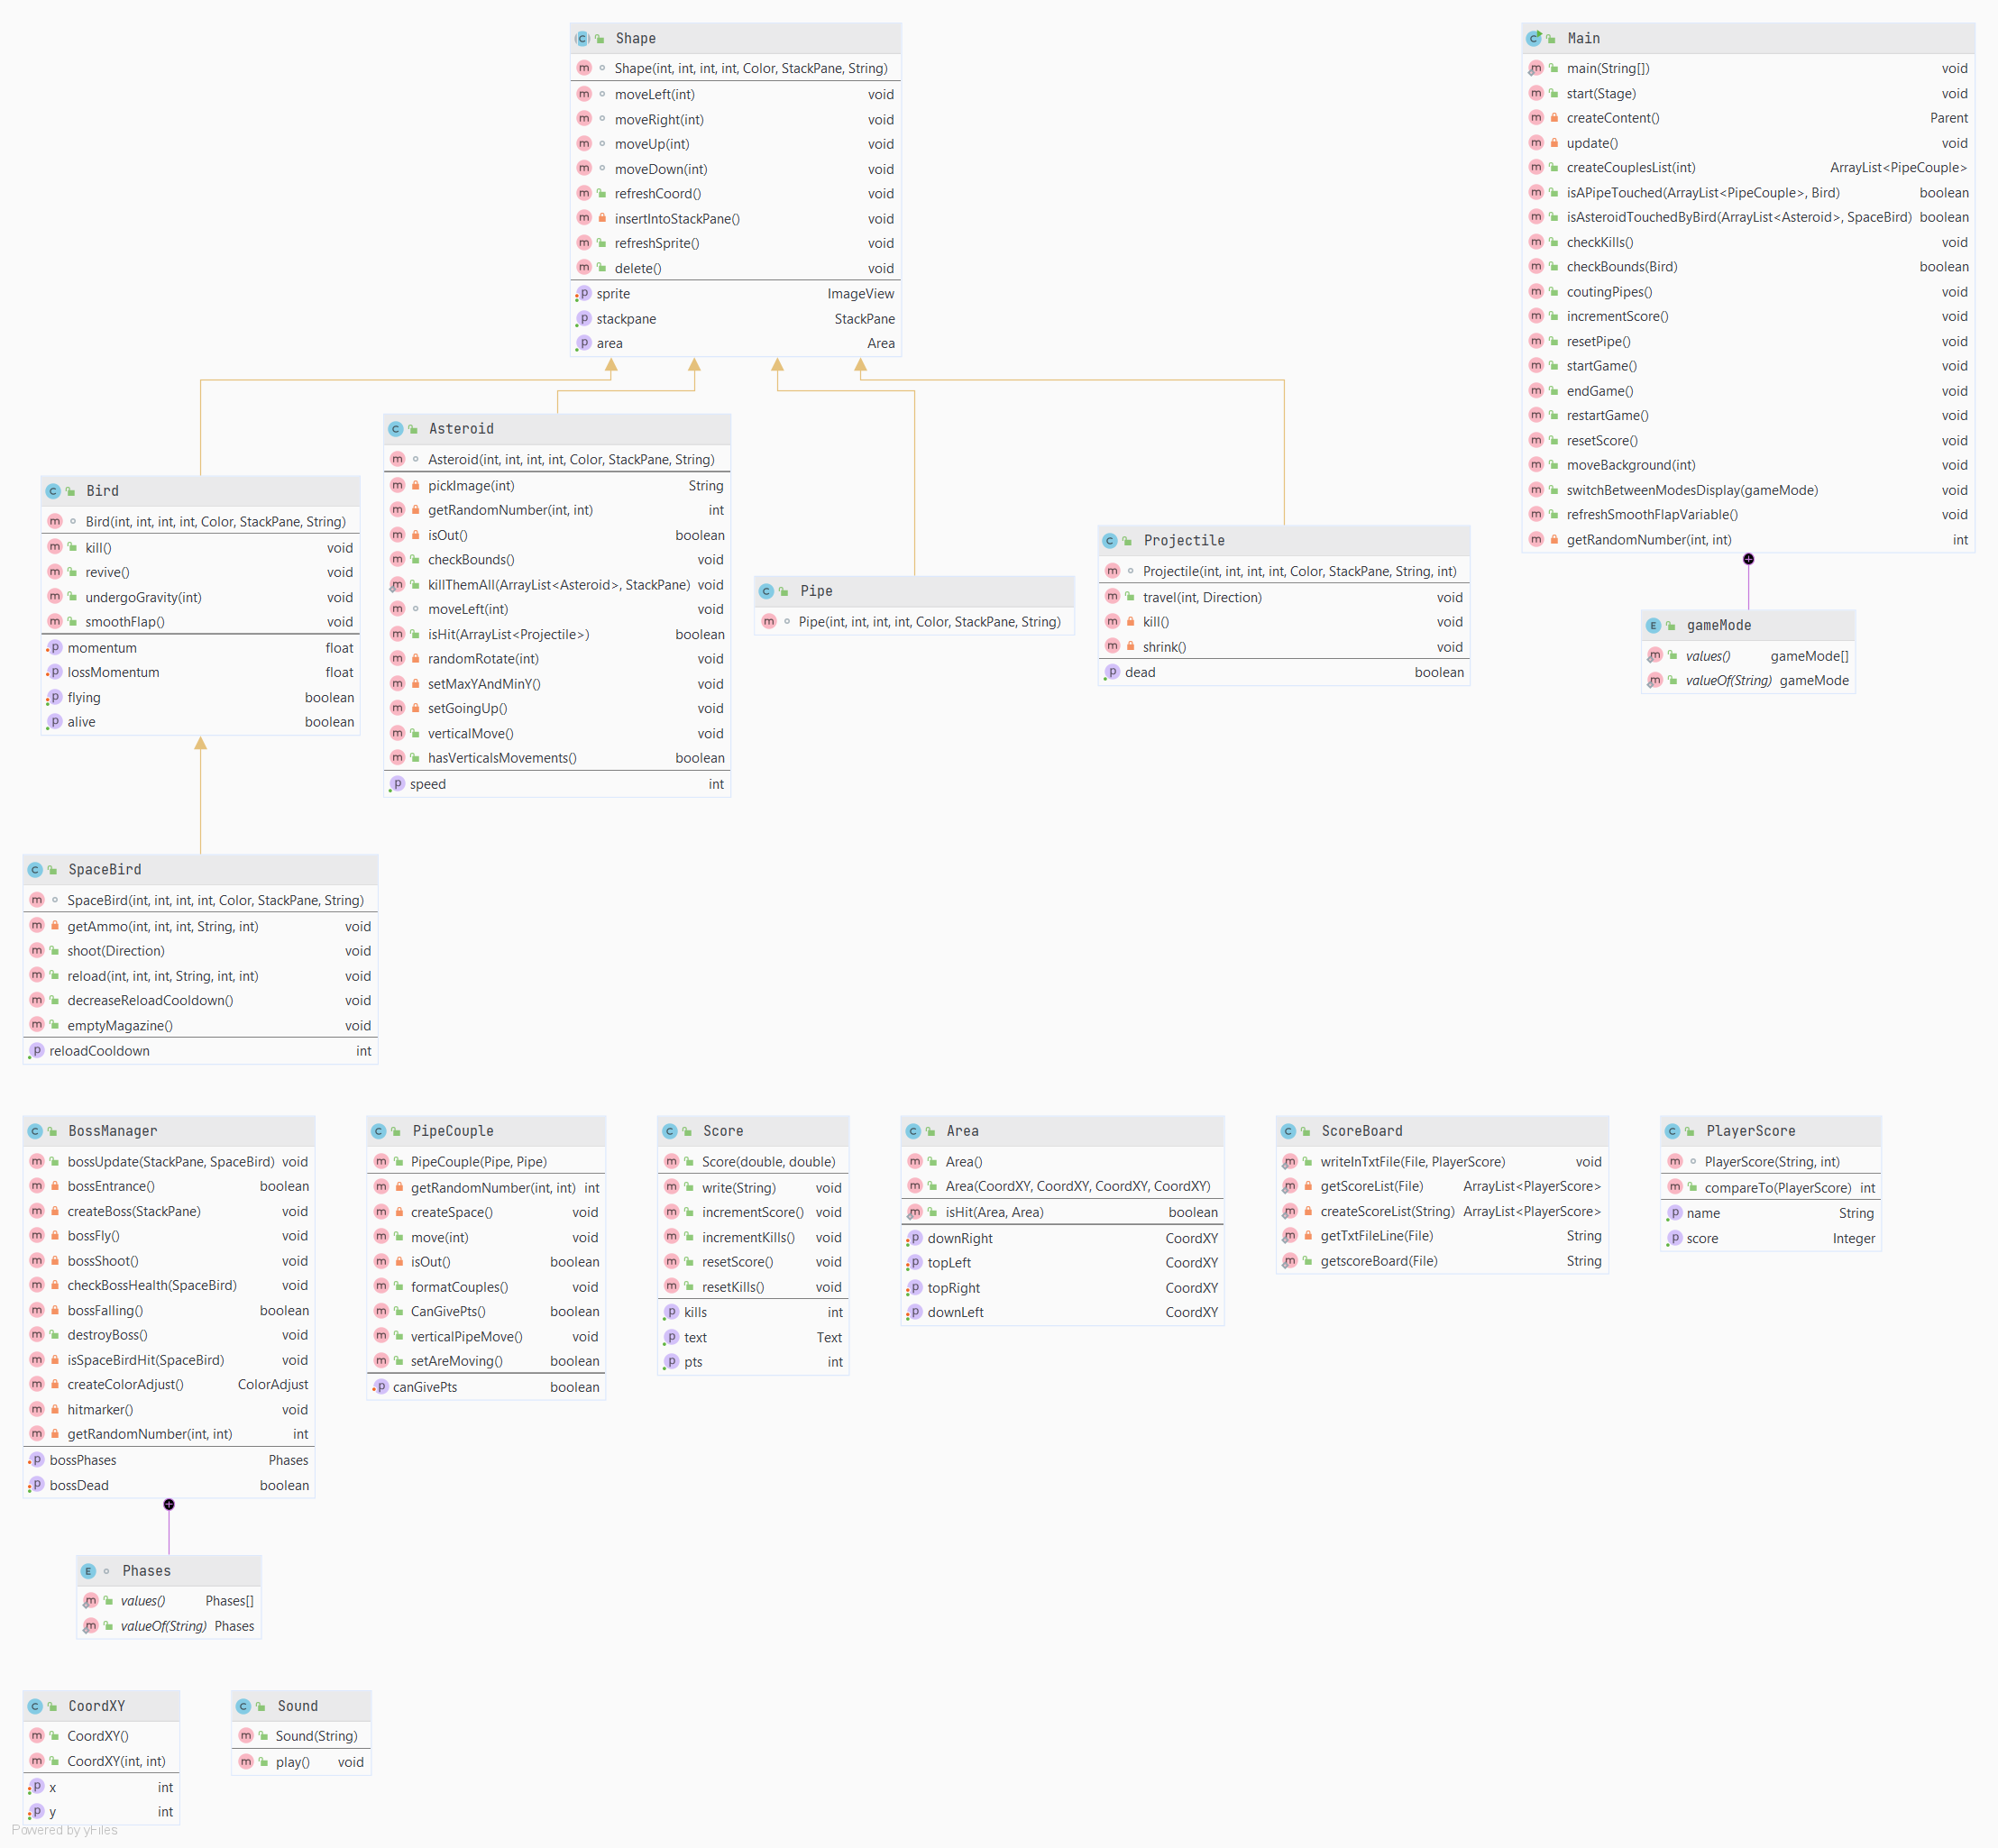 Shape
Shape(int, int, int, int, Color, StackPane, String)
moveLeft(int) void
moveRight(int) void
moveUp(int) void
moveDown(int) void
refreshCoord() void
insertIntoStackPane() void
refreshSprite() void
delete() void
sprite ImageView
stackpane StackPane
area Area
Main
main(String[]) void
start(Stage) void
createContent() Parent
update() void
createCouplesList(int) ArrayList<PipeCouple>
isAPipeTouched(ArrayList<PipeCouple>, Bird) boolean
isAsteroidTouchedByBird(ArrayList<Asteroid>, SpaceBird) boolean
checkKills() void
checkBounds(Bird) boolean
coutingPipes() void
incrementScore() void
resetPipe() void
startGame() void
endGame() void
restartGame() void
resetScore() void
moveBackground(int) void
switchBetweenModesDisplay(gameMode) void
refreshSmoothFlapVariable() void
getRandomNumber(int, int) int
Asteroid
Asteroid(int, int, int, int, Color, StackPane, String)
pickImage(int) String
getRandomNumber(int, int) int
isOut() boolean
checkBounds() void
killThemAll(ArrayList<Asteroid>, StackPane) void
moveLeft(int) void
isHit(ArrayList<Projectile>) boolean
randomRotate(int) void
setMaxYAndMinY() void
setGoingUp() void
verticalMove() void
hasVerticalsMovements() boolean
speed int
Bird
Bird(int, int, int, int, Color, StackPane, String)
kill() void
revive() void
undergoGravity(int) void
smoothFlap() void
momentum float
lossMomentum float
flying boolean
alive boolean
Projectile
Projectile(int, int, int, int, Color, StackPane, String, int)
travel(int, Direction) void
kill() void
shrink() void
dead boolean
Pipe
Pipe(int, int, int, int, Color, StackPane, String)
gameMode
values() gameMode[]
valueOf(String) gameMode
SpaceBird
SpaceBird(int, int, int, int, Color, StackPane, String)
getAmmo(int, int, int, String, int) void
shoot(Direction) void
reload(int, int, int, String, int, int) void
decreaseReloadCooldown() void
emptyMagazine() void
reloadCooldown int
BossManager
bossUpdate(StackPane, SpaceBird) void
bossEntrance() boolean
createBoss(StackPane) void
bossFly() void
bossShoot() void
checkBossHealth(SpaceBird) void
bossFalling() boolean
destroyBoss() void
isSpaceBirdHit(SpaceBird) void
createColorAdjust() ColorAdjust
hitmarker() void
getRandomNumber(int, int) int
bossPhases Phases
bossDead boolean
PipeCouple
PipeCouple(Pipe, Pipe)
getRandomNumber(int, int) int
createSpace() void
move(int) void
isOut() boolean
formatCouples() void
CanGivePts() boolean
verticalPipeMove() void
setAreMoving() boolean
canGivePts boolean
Score
Score(double, double)
write(String) void
incrementScore() void
incrementKills() void
resetScore() void
resetKills() void
kills int
text Text
pts int
Area
Area()
Area(CoordXY, CoordXY, CoordXY, CoordXY)
isHit(Area, Area) boolean
downRight CoordXY
topLeft CoordXY
topRight CoordXY
downLeft CoordXY
ScoreBoard
writeInTxtFile(File, PlayerScore) void
getScoreList(File) ArrayList<PlayerScore>
createScoreList(String) ArrayList<PlayerScore>
getTxtFileLine(File) String
getscoreBoard(File) String
PlayerScore
PlayerScore(String, int)
compareTo(PlayerScore) int
name String
score Integer
Phases
values() Phases[]
valueOf(String) Phases
CoordXY
CoordXY()
CoordXY(int, int)
x int
y int
Sound
Sound(String)
play() void
Powered by yFiles